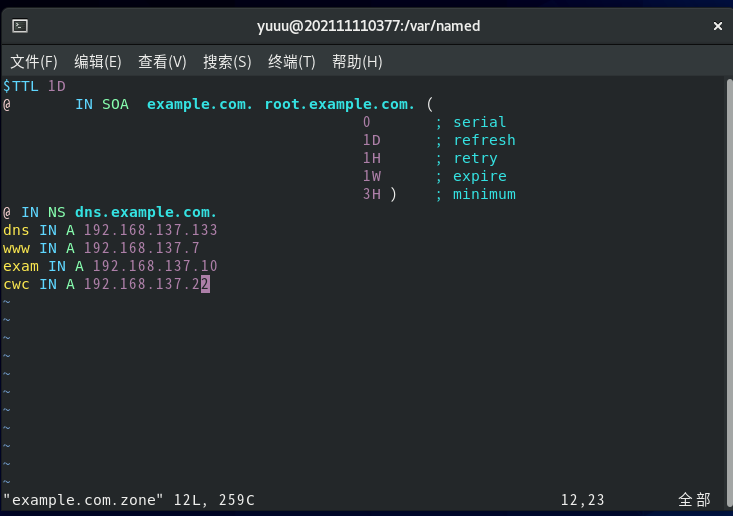 yuuu@202111110377:/var/named
文件(F) 编辑(E) 查看(V) 搜索(S) 终端(T) 帮助(H)
$TTL 1D
@ IN SOA example.com. root.example.com. (
0 ; serial
1D ; refresh
1H ; retry
1W ; expire
3H ) ; minimum
@ IN NS dns.example.com.
dns IN A 192.168.137.133
www IN A 192.168.137.7
exam IN A 192.168.137.10
cwc IN A 192.168.137.22
~
~
~
~
~
~
~
~
~
~
~
"example.com.zone" 12L, 259C 12,23 全部